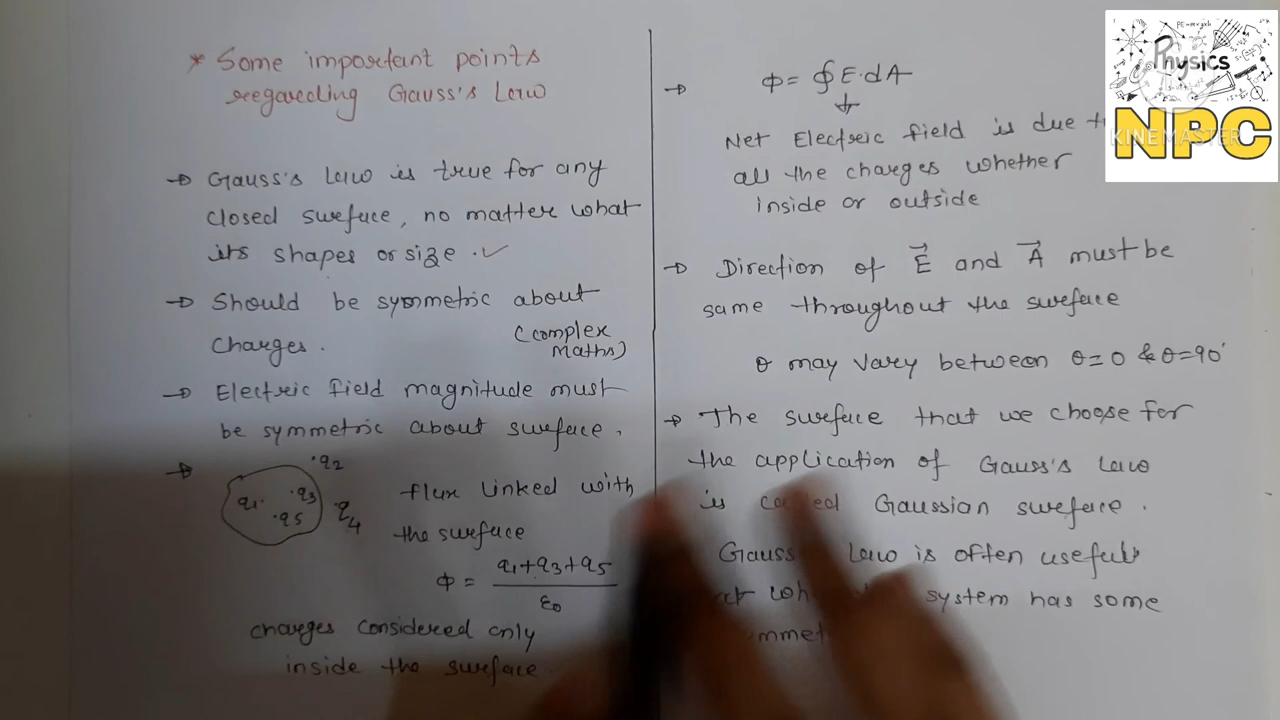 * Some important points
regarding Gauss's Law
→ Gauss's Law is true for any
closed surface, no matter what
its shapes or size. ✓
→ Should be symmetric about
charges. (complex
maths)
→ Electric field magnitude must
be symmetric about surface.
→ q1 q2 q3 q4 q5
flux linked with
the surface
Φ = q1+q3+q5
ε0
charges considered only
inside the surface
→ Φ = ∮E·dA
Net Electric field is due
all the charges whether
inside or outside
→ Direction of E⃗ and A⃗ must be
same throughout the surface
θ may vary between θ=0 & θ=90°
→ The surface that we choose for
the application of Gauss's Law
is called Gaussian surface.
Gauss Law is often useful
system has some
Physics
NPC
KINEMASTER